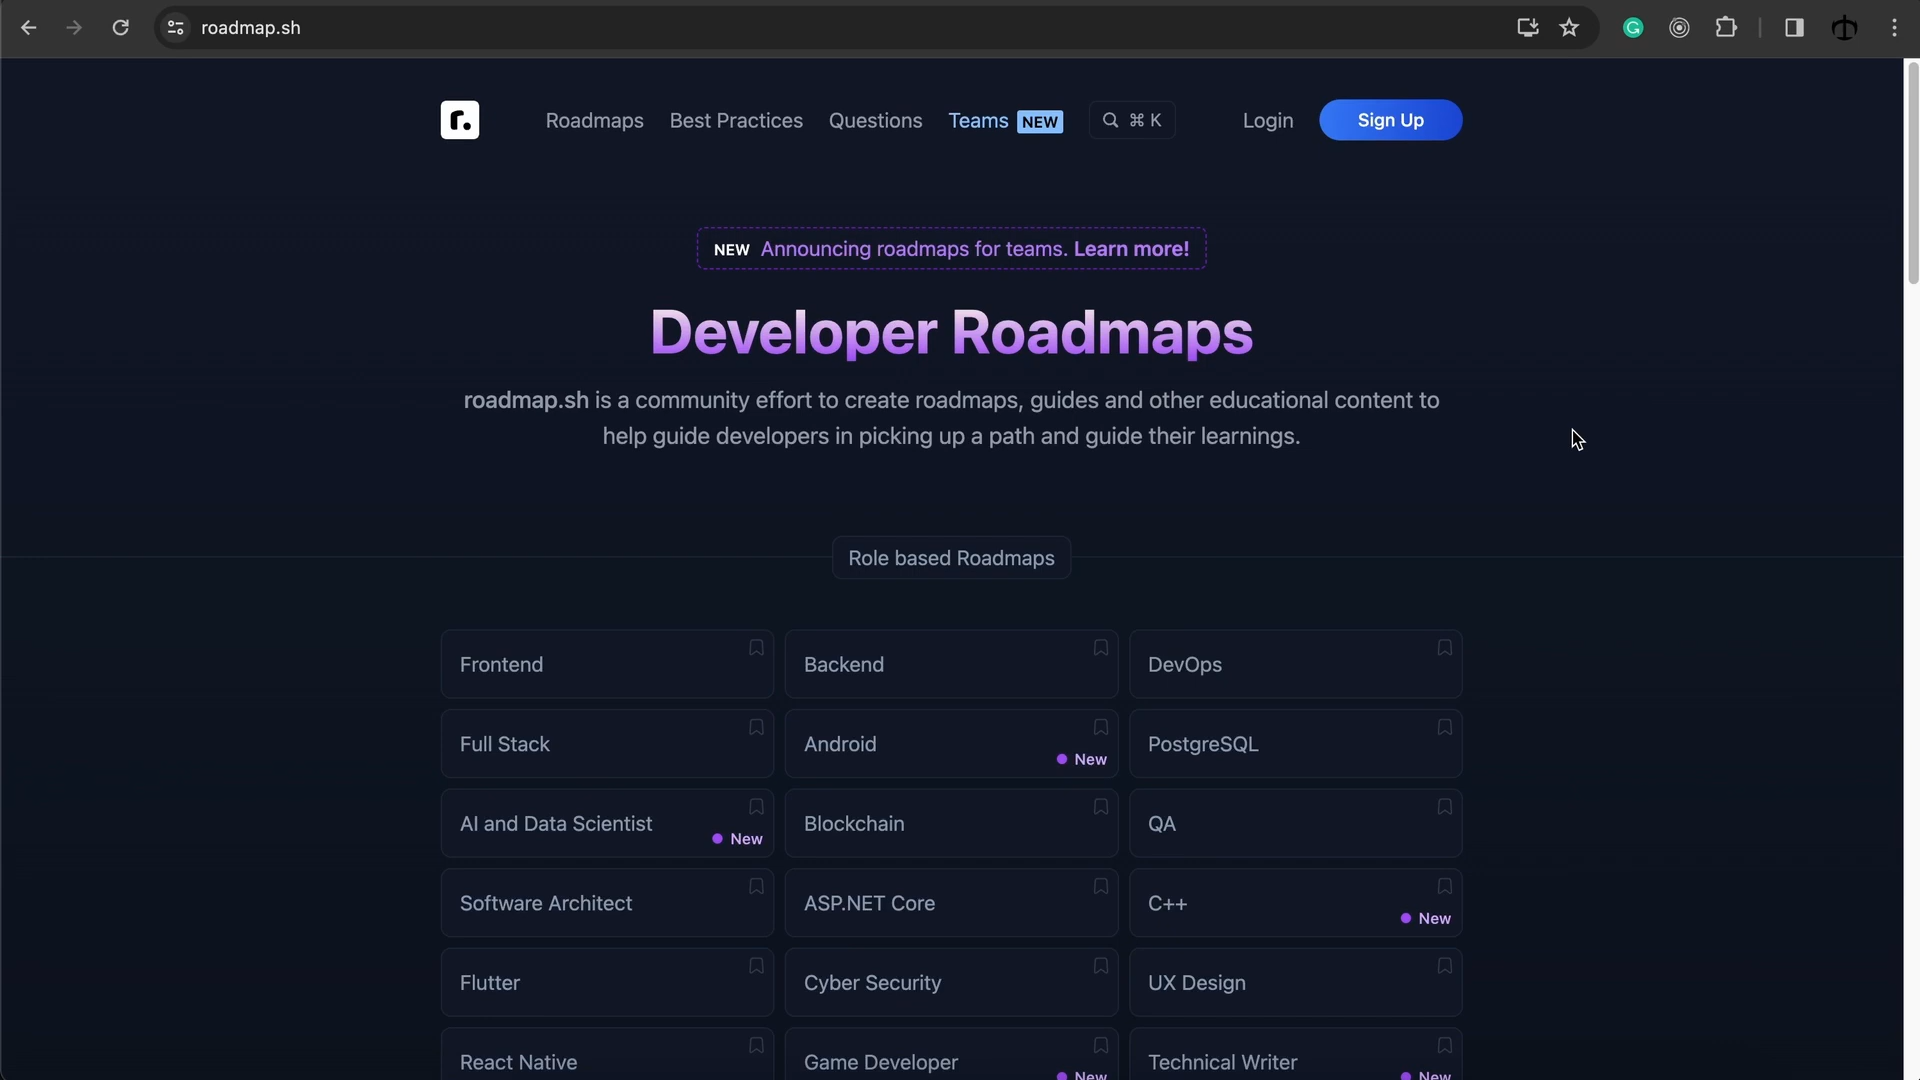 roadmap.sh
r.
Roadmaps Best Practices Questions Teams NEW ⌘ K Login Sign Up
NEW Announcing roadmaps for teams. Learn more!
Developer Roadmaps
roadmap.sh is a community effort to create roadmaps, guides and other educational content to
help guide developers in picking up a path and guide their learnings.
Role based Roadmaps
Frontend Backend DevOps
Full Stack Android New PostgreSQL
AI and Data Scientist New Blockchain QA
Software Architect ASP.NET Core C++ New
Flutter Cyber Security UX Design
React Native Game Developer New Technical Writer New